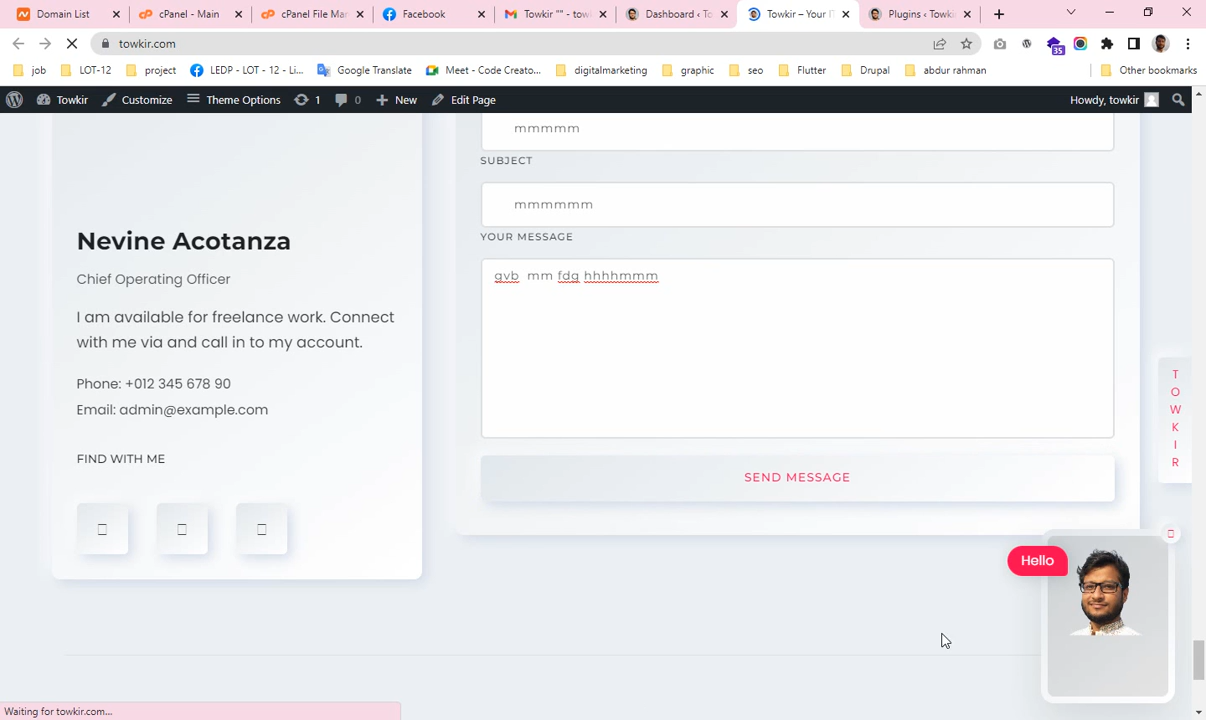 Domain List
cPanel - Main
cPanel File Mar
Facebook
Towkir "" - towk
Dashboard ‹ To
Towkir – Your IT
Plugins ‹ Towki
towkir.com
35
job
LOT-12
project
LEDP - LOT - 12 - Li...
Google Translate
Meet - Code Creato...
digitalmarketing
graphic
seo
Flutter
Drupal
abdur rahman
Other bookmarks
Towkir
Customize
Theme Options
1
0
New
Edit Page
Howdy, towkir
mmmmm
SUBJECT
mmmmmm
YOUR MESSAGE
gvb mm fdg hhhhmmm
SEND MESSAGE
Nevine Acotanza
Chief Operating Officer
I am available for freelance work. Connect
with me via and call in to my account.
Phone: +012 345 678 90
Email: admin@example.com
FIND WITH ME
T
O
W
K
I
R
Hello
Waiting for towkir.com...